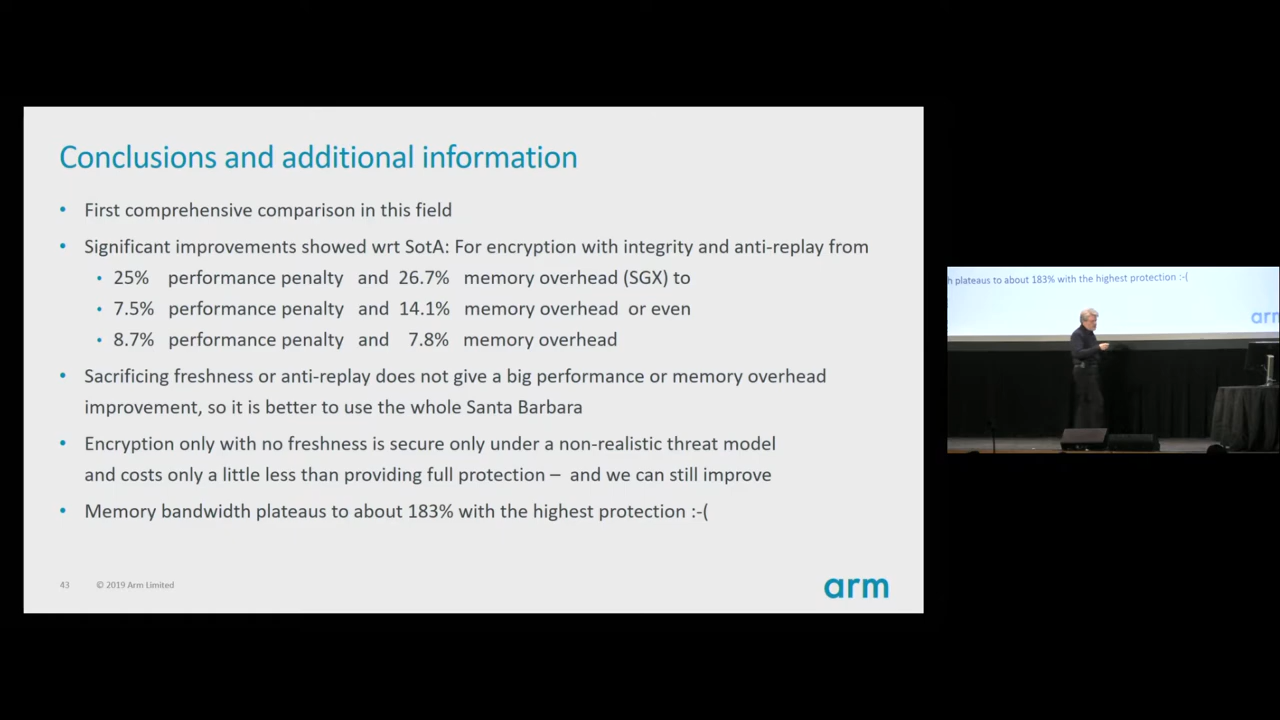 Conclusions and additional information
• First comprehensive comparison in this field
• Significant improvements showed wrt SotA: For encryption with integrity and anti-replay from
• 25% performance penalty and 26.7% memory overhead (SGX) to
• 7.5% performance penalty and 14.1% memory overhead or even
• 8.7% performance penalty and 7.8% memory overhead
• Sacrificing freshness or anti-replay does not give a big performance or memory overhead
improvement, so it is better to use the whole Santa Barbara
• Encryption only with no freshness is secure only under a non-realistic threat model
and costs only a little less than providing full protection – and we can still improve
• Memory bandwidth plateaus to about 183% with the highest protection :-(
43 © 2019 Arm Limited
arm
h plateaus to about 183% with the highest protection :-(
arm